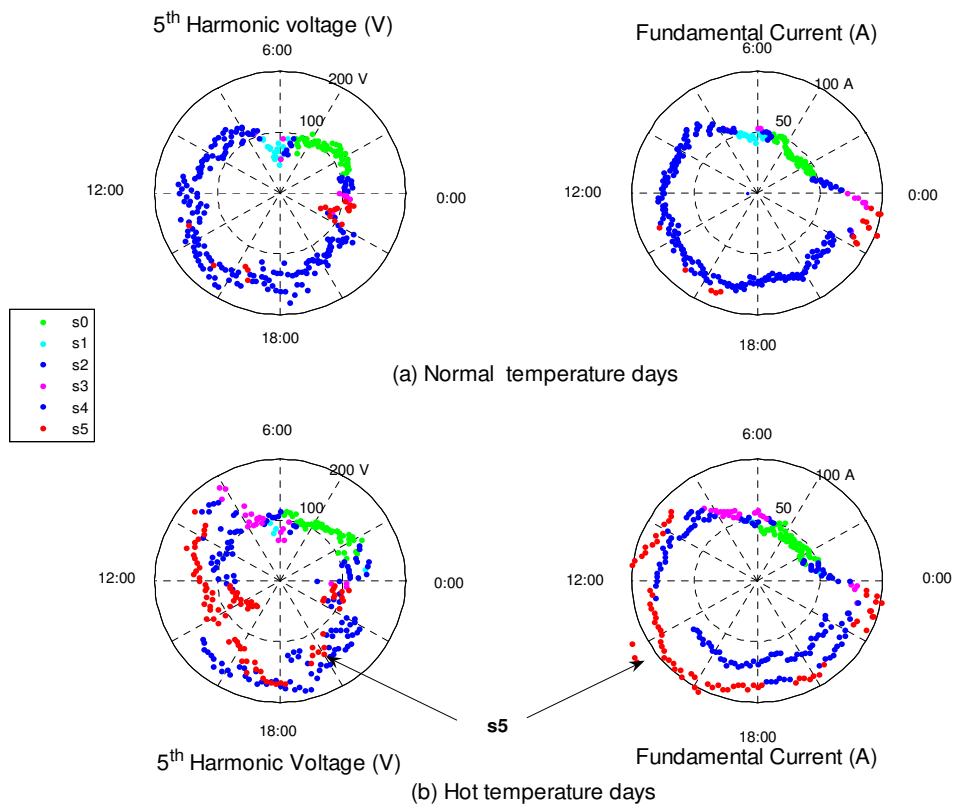 5th Harmonic voltage (V)
Fundamental Current (A)
6:00
200 V
100
12:00
0:00
18:00
6:00
100 A
50
12:00
0:00
18:00
(a) Normal temperature days
s0
s1
s2
s3
s4
s5
6:00
200 V
100
12:00
0:00
18:00
6:00
100 A
50
12:00
0:00
18:00
s5
5th Harmonic Voltage (V)
Fundamental Current (A)
(b) Hot temperature days